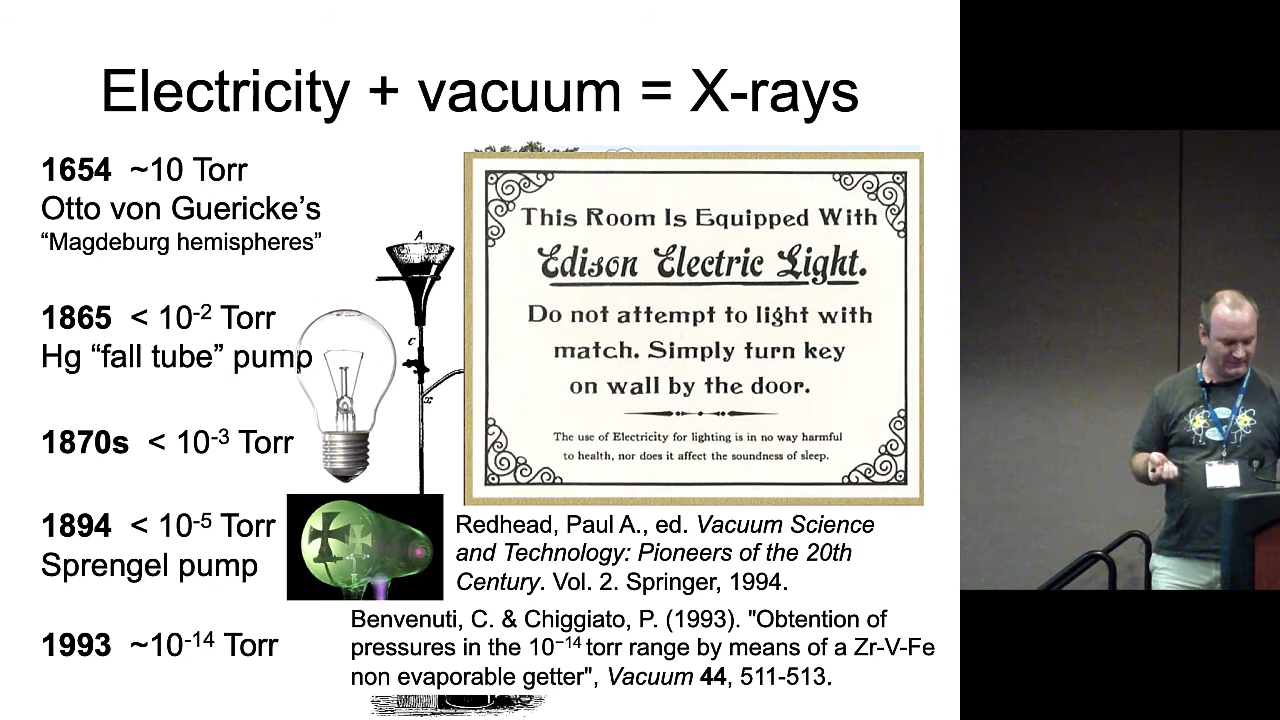 Electricity + vacuum = X-rays
1654 ~10 Torr
Otto von Guericke's
“Magdeburg hemispheres”
1865 < 10⁻² Torr
Hg “fall tube” pump
1870s < 10⁻³ Torr
1894 < 10⁻⁵ Torr
Sprengel pump
1993 ~10⁻¹⁴ Torr
A
c
x
This Room Is Equipped With
Edison Electric Light.
Do not attempt to light with
match. Simply turn key
on wall by the door.
The use of Electricity for lighting is in no way harmful
to health, nor does it affect the soundness of sleep.
Redhead, Paul A., ed. Vacuum Science
and Technology: Pioneers of the 20th
Century. Vol. 2. Springer, 1994.
Benvenuti, C. & Chiggiato, P. (1993). "Obtention of
pressures in the 10⁻¹⁴ torr range by means of a Zr-V-Fe
non evaporable getter", Vacuum 44, 511-513.